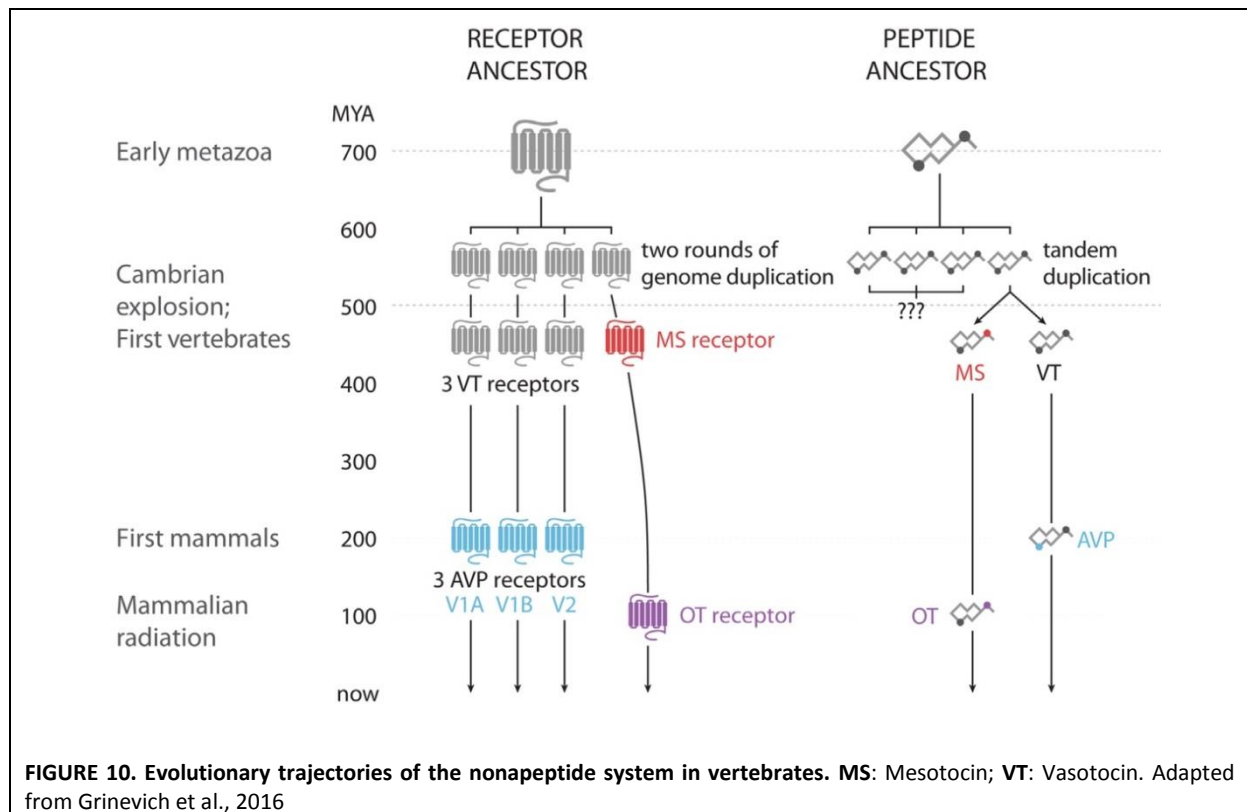 RECEPTOR
ANCESTOR
PEPTIDE
ANCESTOR
MYA
Early metazoa
700
600
two rounds of
genome duplication
tandem
duplication
Cambrian
explosion;
First vertebrates
500
???
MS receptor
MS
VT
400
3 VT receptors
300
First mammals
200
AVP
3 AVP receptors
V1A V1B V2
Mammalian
radiation
100
OT receptor
OT
now
FIGURE 10. Evolutionary trajectories of the nonapeptide system in vertebrates. MS: Mesotocin; VT: Vasotocin. Adapted
from Grinevich et al., 2016